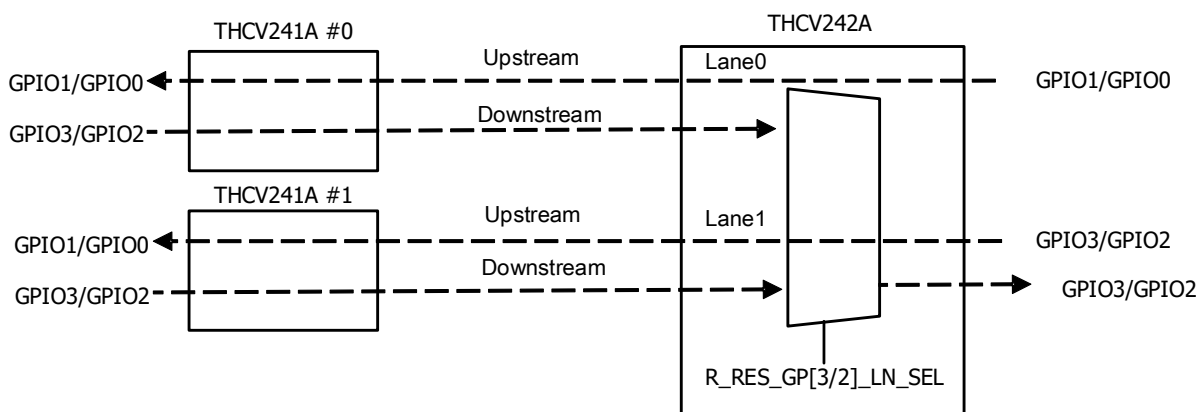 THCV241A #0
THCV242A
Upstream
Lane0
GPIO1/GPIO0
GPIO1/GPIO0
Downstream
GPIO3/GPIO2
THCV241A #1
Upstream
Lane1
GPIO1/GPIO0
GPIO3/GPIO2
Downstream
GPIO3/GPIO2
GPIO3/GPIO2
R_RES_GP[3/2]_LN_SEL